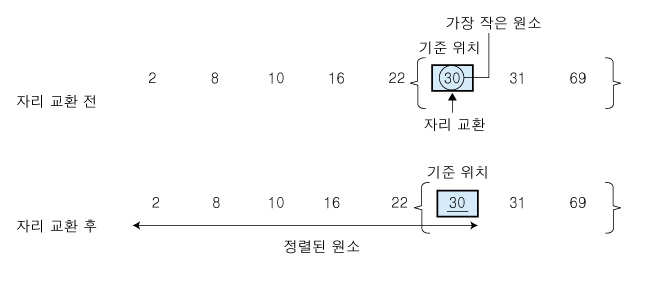 가장 작은 원소
기준 위치
2 8 10 16 22 { 30 31 69 }
자리 교환 전
자리 교환
기준 위치
2 8 10 16 22 { 30 31 69 }
자리 교환 후
정렬된 원소